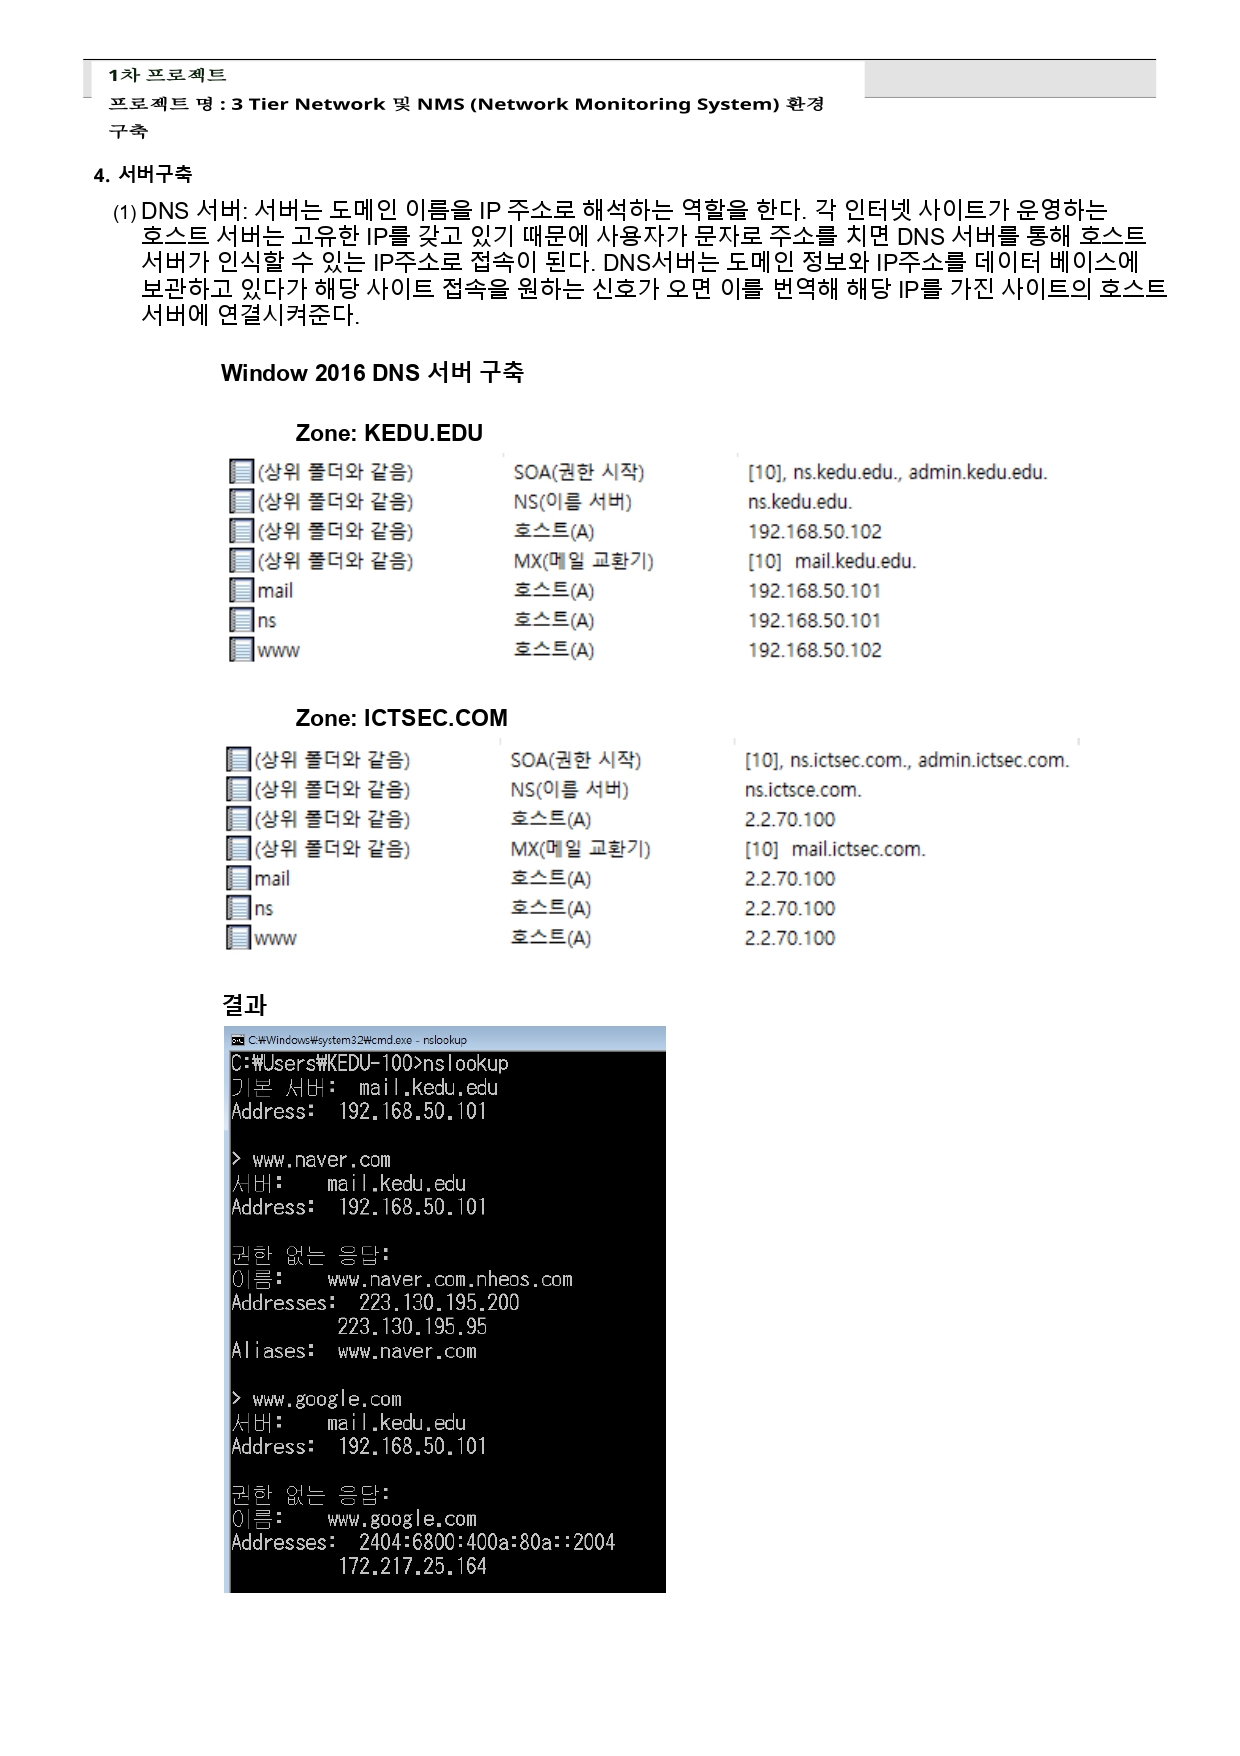 1차 프로젝트
프로젝트 명 : 3 Tier Network 및 NMS (Network Monitoring System) 환경
구축
4. 서버구축
(1) DNS 서버: 서버는 도메인 이름을 IP 주소로 해석하는 역할을 한다. 각 인터넷 사이트가 운영하는
호스트 서버는 고유한 IP를 갖고 있기 때문에 사용자가 문자로 주소를 치면 DNS 서버를 통해 호스트
서버가 인식할 수 있는 IP주소로 접속이 된다. DNS서버는 도메인 정보와 IP주소를 데이터 베이스에
보관하고 있다가 해당 사이트 접속을 원하는 신호가 오면 이를 번역해 해당 IP를 가진 사이트의 호스트
서버에 연결시켜준다.
Window 2016 DNS 서버 구축
Zone: KEDU.EDU
(상위 폴더와 같음) SOA(권한 시작) [10], ns.kedu.edu., admin.kedu.edu.
(상위 폴더와 같음) NS(이름 서버) ns.kedu.edu.
(상위 폴더와 같음) 호스트(A) 192.168.50.102
(상위 폴더와 같음) MX(메일 교환기) [10] mail.kedu.edu.
mail 호스트(A) 192.168.50.101
ns 호스트(A) 192.168.50.101
www 호스트(A) 192.168.50.102
Zone: ICTSEC.COM
(상위 폴더와 같음) SOA(권한 시작) [10], ns.ictsec.com., admin.ictsec.com.
(상위 폴더와 같음) NS(이름 서버) ns.ictsce.com.
(상위 폴더와 같음) 호스트(A) 2.2.70.100
(상위 폴더와 같음) MX(메일 교환기) [10] mail.ictsec.com.
mail 호스트(A) 2.2.70.100
ns 호스트(A) 2.2.70.100
www 호스트(A) 2.2.70.100
결과
C:₩Windows₩system32₩cmd.exe - nslookup
C:₩Users₩KEDU-100>nslookup
기본 서버: mail.kedu.edu
Address: 192.168.50.101
> www.naver.com
서버: mail.kedu.edu
Address: 192.168.50.101
권한 없는 응답:
이름: www.naver.com.nheos.com
Addresses: 223.130.195.200
223.130.195.95
Aliases: www.naver.com
> www.google.com
서버: mail.kedu.edu
Address: 192.168.50.101
권한 없는 응답:
이름: www.google.com
Addresses: 2404:6800:400a:80a::2004
172.217.25.164